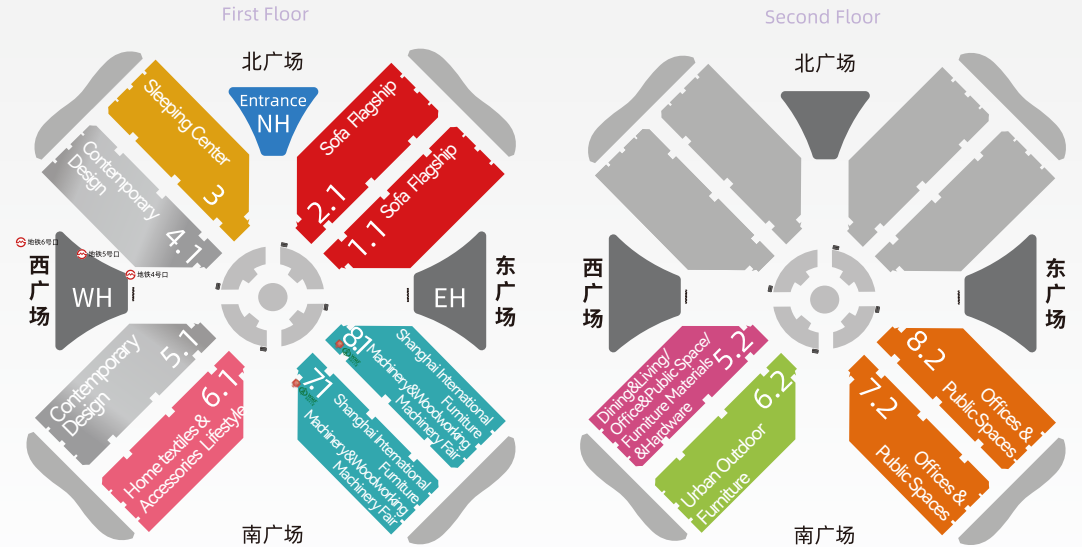 First Floor
北广场
Entrance
NH
Sleeping Center
3
Sofa Flagship
2.1
Sofa Flagship
1.1
Contemporary
Design
4.1
地铁6号口
地铁5号口
地铁4号口
西广场
WH
EH
东广场
Contemporary
Design
5.1
Home textiles &
Accessories Lifestyle
6.1
8.1
Shanghai International
Furniture
Machinery&Woodworking
Machinery Fair
7.1
Shanghai International
Furniture
Machinery&Woodworking
Machinery Fair
南广场
Second Floor
北广场
西广场
东广场
Dining&Living/
Office&Public Space/
Furniture Materials
&Hardware
5.2
Urban Outdoor
Furniture
6.2
8.2
Offices &
Public Spaces
7.2
Offices &
Public Spaces
南广场